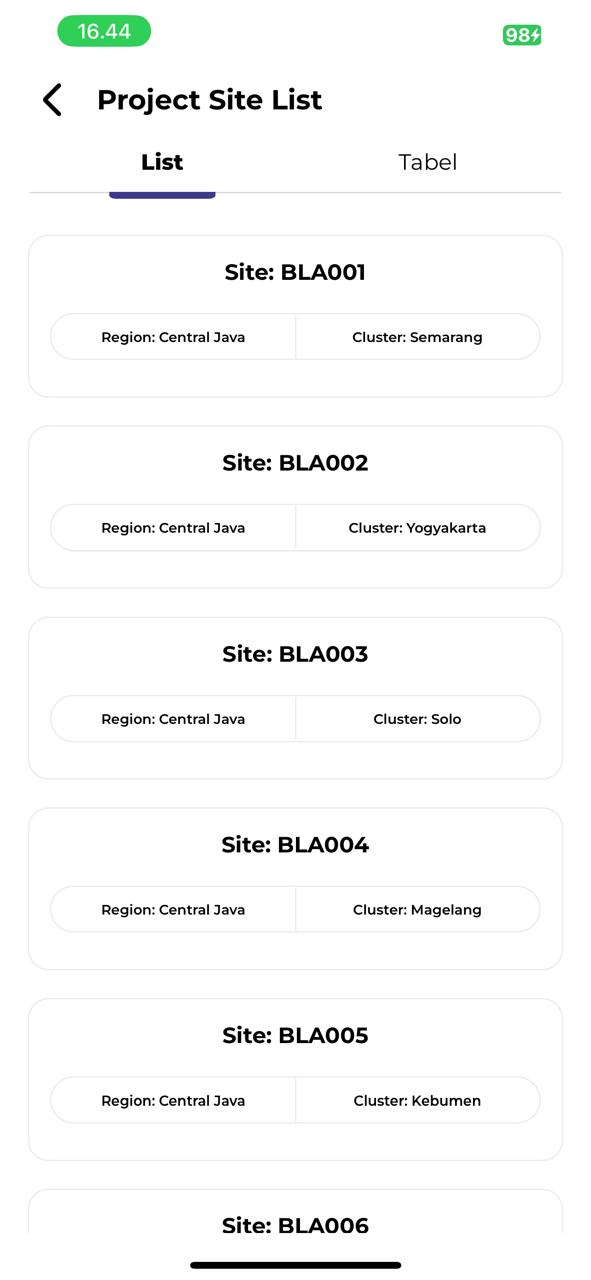 16.44
98
Project Site List
List
Tabel
Site: BLA001
Region: Central Java
Cluster: Semarang
Site: BLA002
Region: Central Java
Cluster: Yogyakarta
Site: BLA003
Region: Central Java
Cluster: Solo
Site: BLA004
Region: Central Java
Cluster: Magelang
Site: BLA005
Region: Central Java
Cluster: Kebumen
Site: BLA006